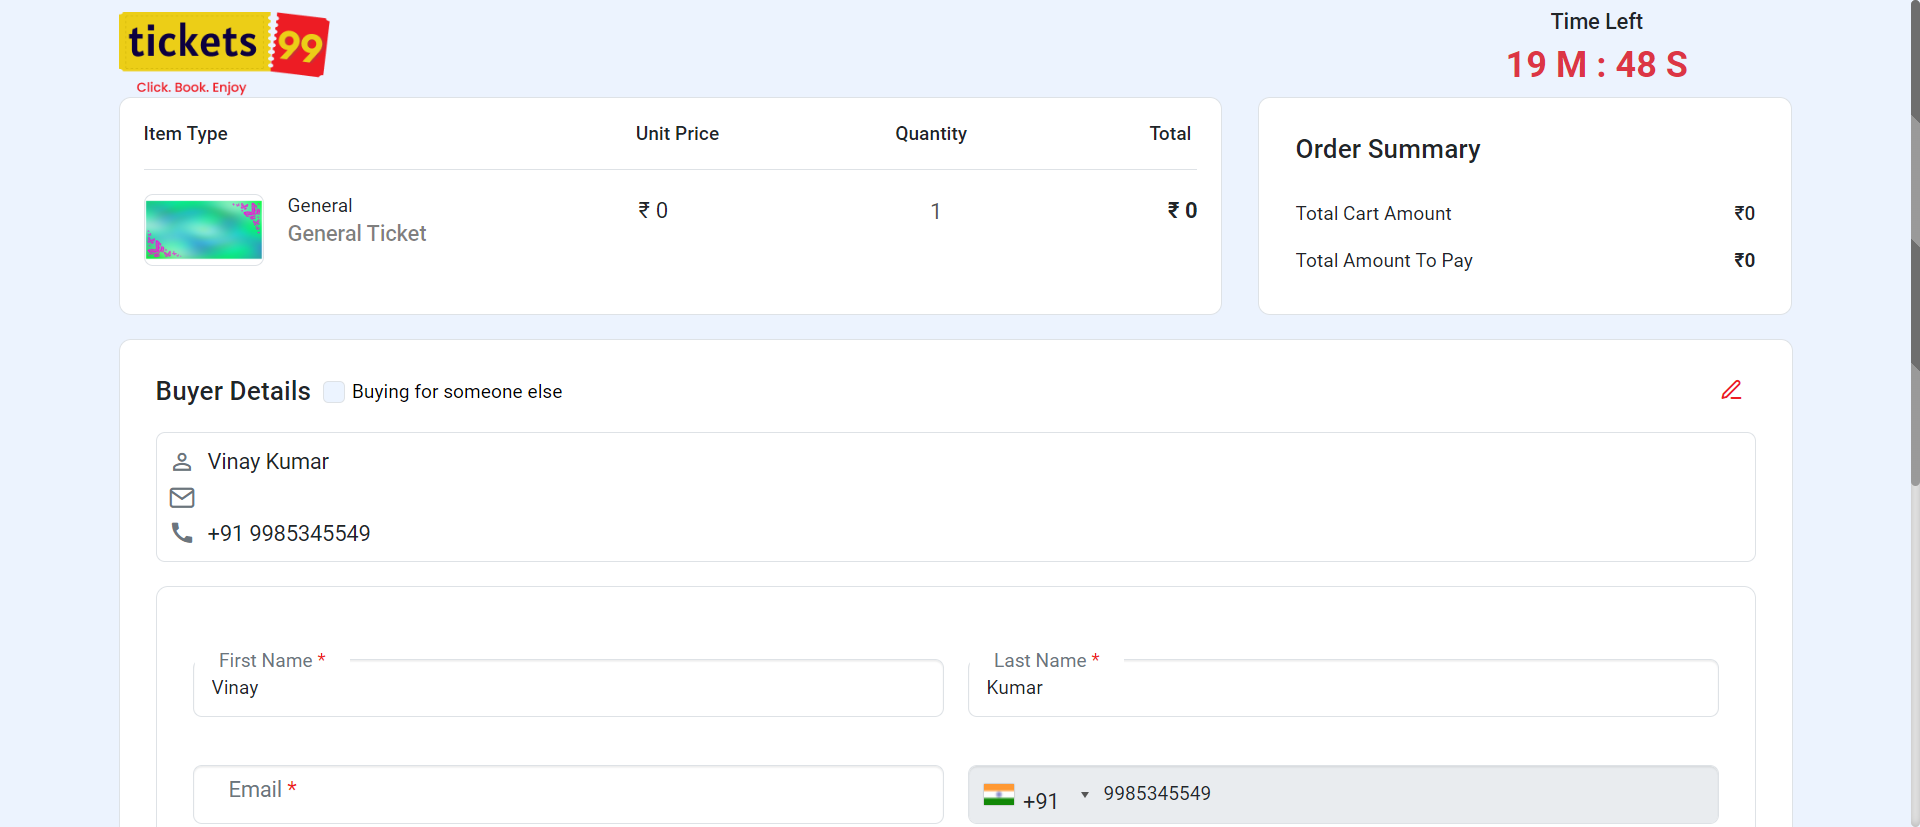 tickets 99
Click. Book. Enjoy
Time Left
19 M : 48 S
Item Type Unit Price Quantity Total
General
General Ticket
₹ 0 1 ₹ 0
Order Summary
Total Cart Amount ₹0
Total Amount To Pay ₹0
Buyer Details Buying for someone else
Vinay Kumar
+91 9985345549
First Name *
Vinay
Last Name *
Kumar
Email *
+91 9985345549